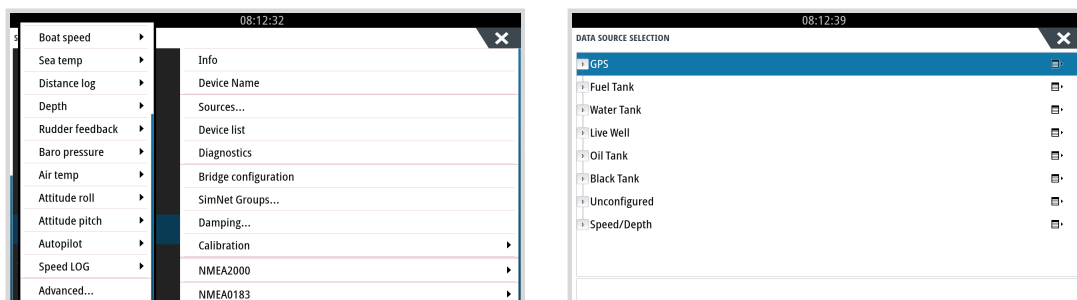 08:12:32
S
Boat speed
Sea temp
Distance log
Depth
Rudder feedback
Baro pressure
Air temp
Attitude roll
Attitude pitch
Autopilot
Speed LOG
Advanced...
Info
Device Name
Sources...
Device list
Diagnostics
Bridge configuration
SimNet Groups...
Damping...
Calibration
NMEA2000
NMEA0183
08:12:39
DATA SOURCE SELECTION
GPS
Fuel Tank
Water Tank
Live Well
Oil Tank
Black Tank
Unconfigured
Speed/Depth